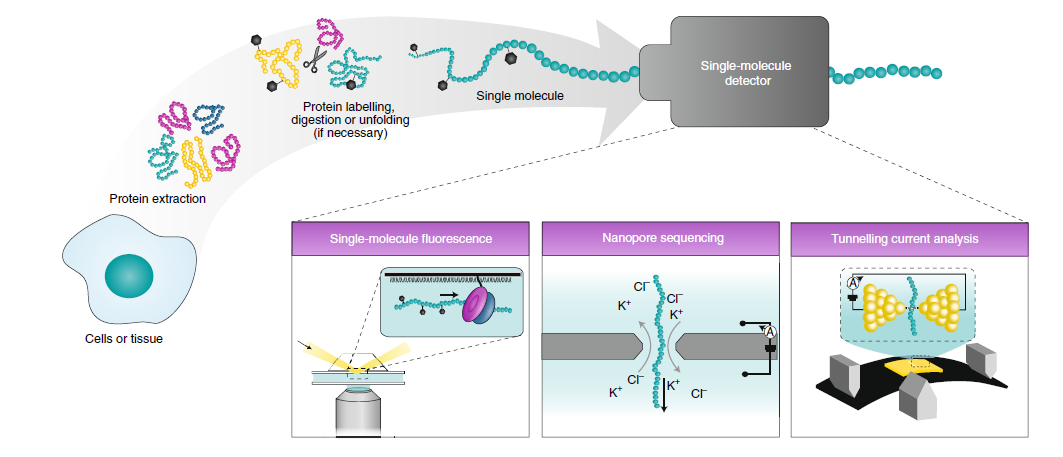 Single-molecule
detector
Single molecule
Protein labelling,
digestion or unfolding
(if necessary)
Protein extraction
Cells or tissue
Single-molecule fluorescence
Nanopore sequencing
Cl⁻
Cl⁻
K⁺
K⁺
A
Cl⁻
K⁺
K⁺
Cl⁻
Tunnelling current analysis
A